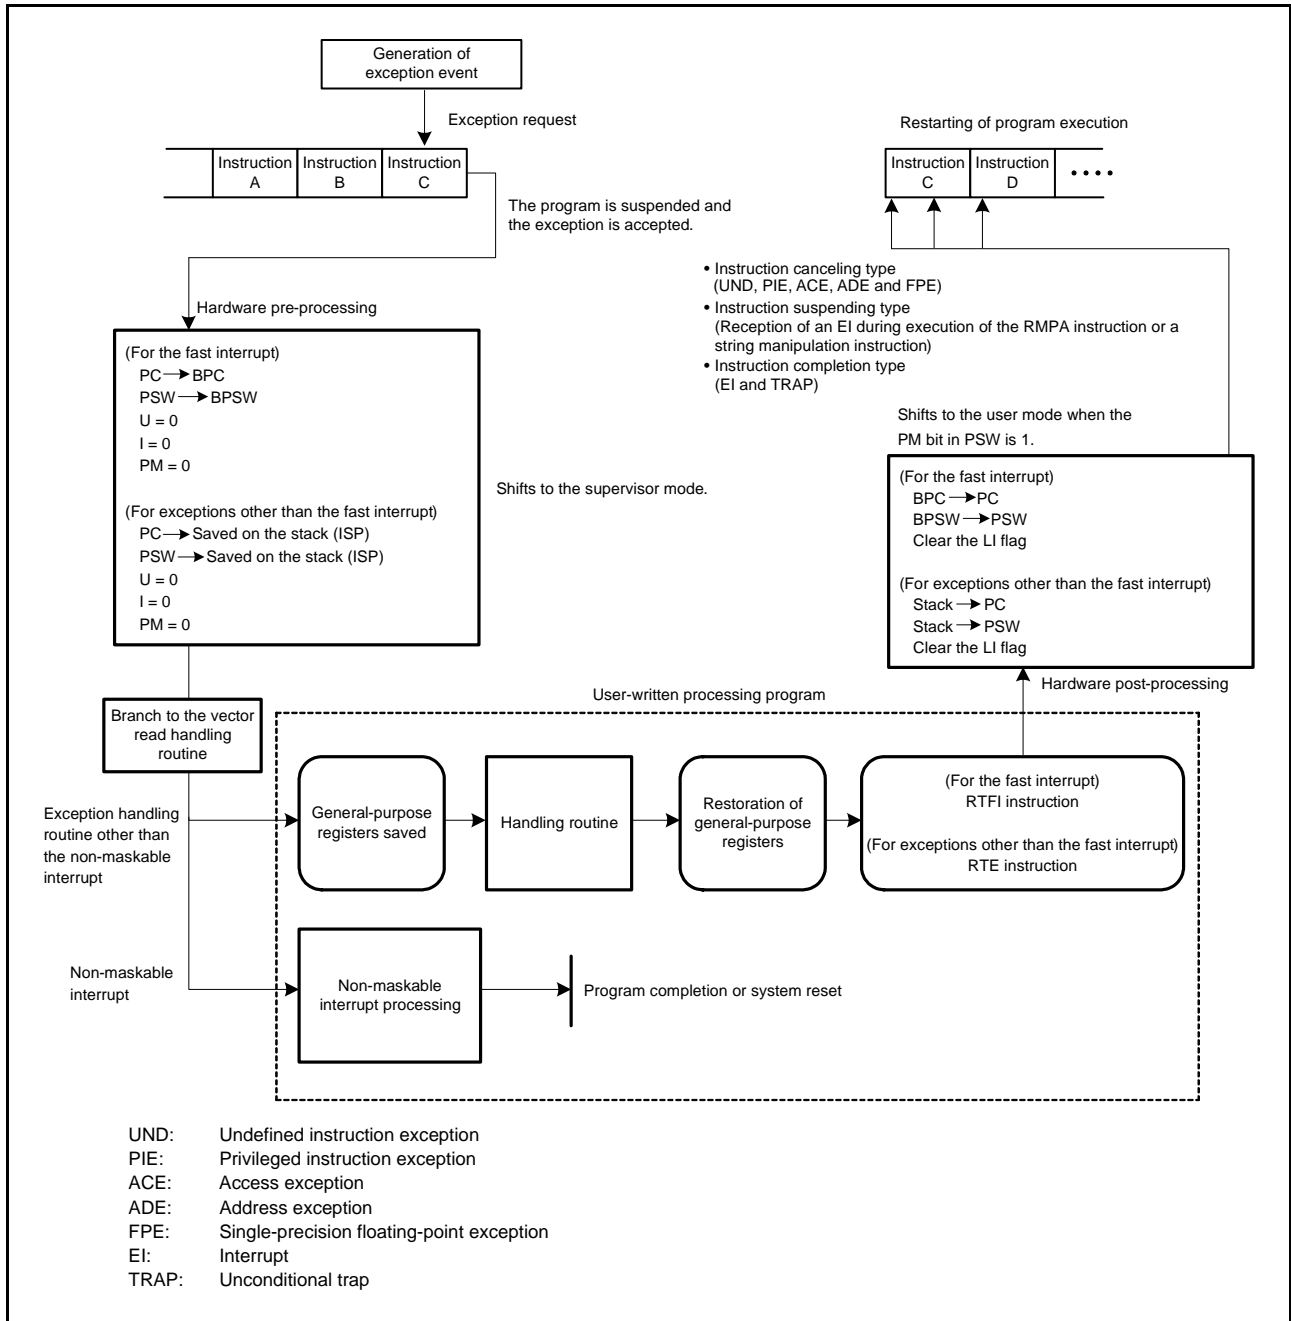 Generation of
exception event
Exception request
Instruction
A
Instruction
B
Instruction
C
The program is suspended and
the exception is accepted.
Restarting of program execution
Instruction
C
Instruction
D
• Instruction canceling type
(UND, PIE, ACE, ADE and FPE)
• Instruction suspending type
(Reception of an EI during execution of the RMPA instruction or a
string manipulation instruction)
• Instruction completion type
(EI and TRAP)
Hardware pre-processing
(For the fast interrupt)
PC → BPC
PSW → BPSW
U = 0
I = 0
PM = 0
(For exceptions other than the fast interrupt)
PC → Saved on the stack (ISP)
PSW → Saved on the stack (ISP)
U = 0
I = 0
PM = 0
Shifts to the supervisor mode.
Shifts to the user mode when the
PM bit in PSW is 1.
(For the fast interrupt)
BPC → PC
BPSW → PSW
Clear the LI flag
(For exceptions other than the fast interrupt)
Stack → PC
Stack → PSW
Clear the LI flag
Hardware post-processing
User-written processing program
Branch to the vector
read handling
routine
Exception handling
routine other than
the non-maskable
interrupt
General-purpose
registers saved
Handling routine
Restoration of
general-purpose
registers
(For the fast interrupt)
RTFI instruction
(For exceptions other than the fast interrupt)
RTE instruction
Non-maskable
interrupt
Non-maskable
interrupt processing
Program completion or system reset
UND: Undefined instruction exception
PIE: Privileged instruction exception
ACE: Access exception
ADE: Address exception
FPE: Single-precision floating-point exception
EI: Interrupt
TRAP: Unconditional trap